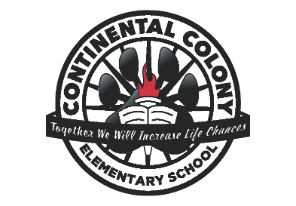 CONTINENTAL COLONY
Together We Will Increase Life Chances
ELEMENTARY SCHOOL